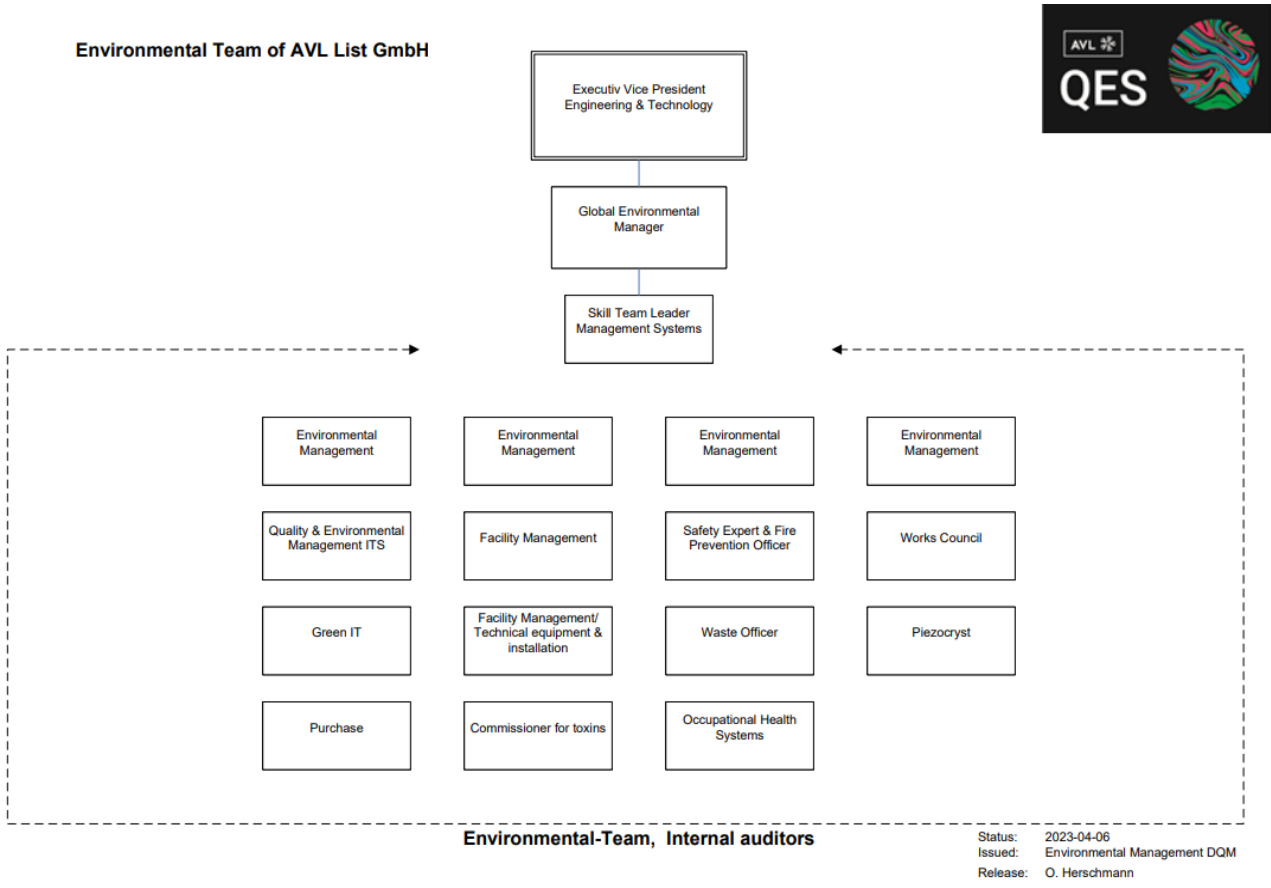 Environmental Team of AVL List GmbH
AVL
QES
Executiv Vice President
Engineering & Technology
Global Environmental
Manager
Skill Team Leader
Management Systems
Environmental
Management
Environmental
Management
Environmental
Management
Environmental
Management
Quality & Environmental
Management ITS
Facility Management
Safety Expert & Fire
Prevention Officer
Works Council
Green IT
Facility Management/
Technical equipment &
installation
Waste Officer
Piezocryst
Purchase
Commissioner for toxins
Occupational Health
Systems
Environmental-Team, Internal auditors
Status: 2023-04-06
Issued: Environmental Management DQM
Release: O. Herschmann